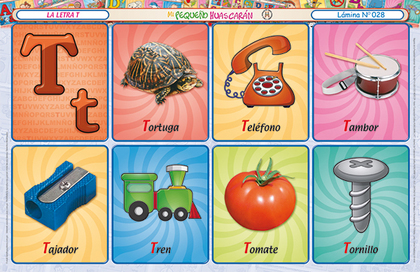 LA LETRA T
MI PEQUEÑO HUASCARÁN
Lámina N° 028
T t
Tortuga
Teléfono
Tambor
Tajador
Tren
Tomate
Tornillo